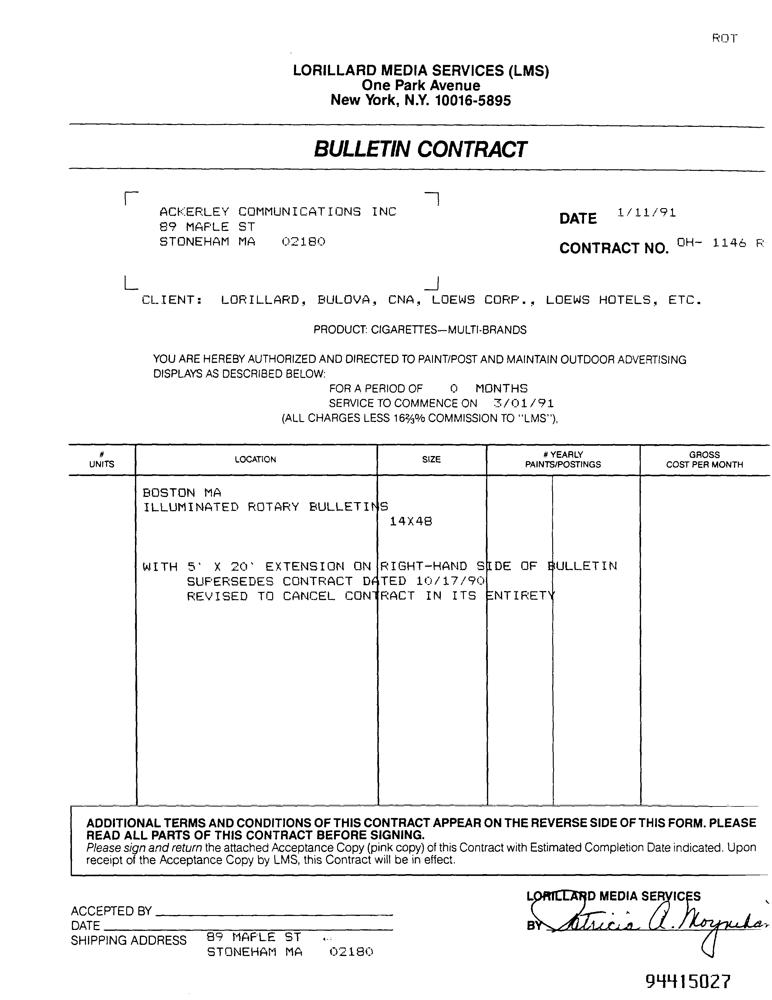 ROT
LORILLARD MEDIA SERVICES (LMS)
One Park Avenue
New York, N.Y. 10016-5895
BULLETIN CONTRACT
ACKERLEY COMMUNICATIONS INC
89 MAPLE ST
STONEHAM MA 02180
DATE 1/11/91
CONTRACT NO. OH- 1146 R
CLIENT: LORILLARD, BULOVA, CNA, LOEWS CORP., LOEWS HOTELS, ETC.
PRODUCT: CIGARETTES—MULTI-BRANDS
YOU ARE HEREBY AUTHORIZED AND DIRECTED TO PAINT/POST AND MAINTAIN OUTDOOR ADVERTISING
DISPLAYS AS DESCRIBED BELOW:
FOR A PERIOD OF 0 MONTHS
SERVICE TO COMMENCE ON 3/01/91
(ALL CHARGES LESS 16⅔% COMMISSION TO "LMS"),
# UNITS LOCATION SIZE # YEARLY PAINTS/POSTINGS GROSS COST PER MONTH
BOSTON MA
ILLUMINATED ROTARY BULLETINS
14X48
WITH 5' X 20' EXTENSION ON RIGHT-HAND SIDE OF BULLETIN
SUPERSEDES CONTRACT DATED 10/17/90
REVISED TO CANCEL CONTRACT IN ITS ENTIRETY
ADDITIONAL TERMS AND CONDITIONS OF THIS CONTRACT APPEAR ON THE REVERSE SIDE OF THIS FORM. PLEASE
READ ALL PARTS OF THIS CONTRACT BEFORE SIGNING.
Please sign and return the attached Acceptance Copy (pink copy) of this Contract with Estimated Completion Date indicated. Upon
receipt of the Acceptance Copy by LMS, this Contract will be in effect.
ACCEPTED BY
DATE
SHIPPING ADDRESS 89 MAPLE ST
STONEHAM MA 02180
LORILLARD MEDIA SERVICES
BY Patricia A. Moynihan
94415027